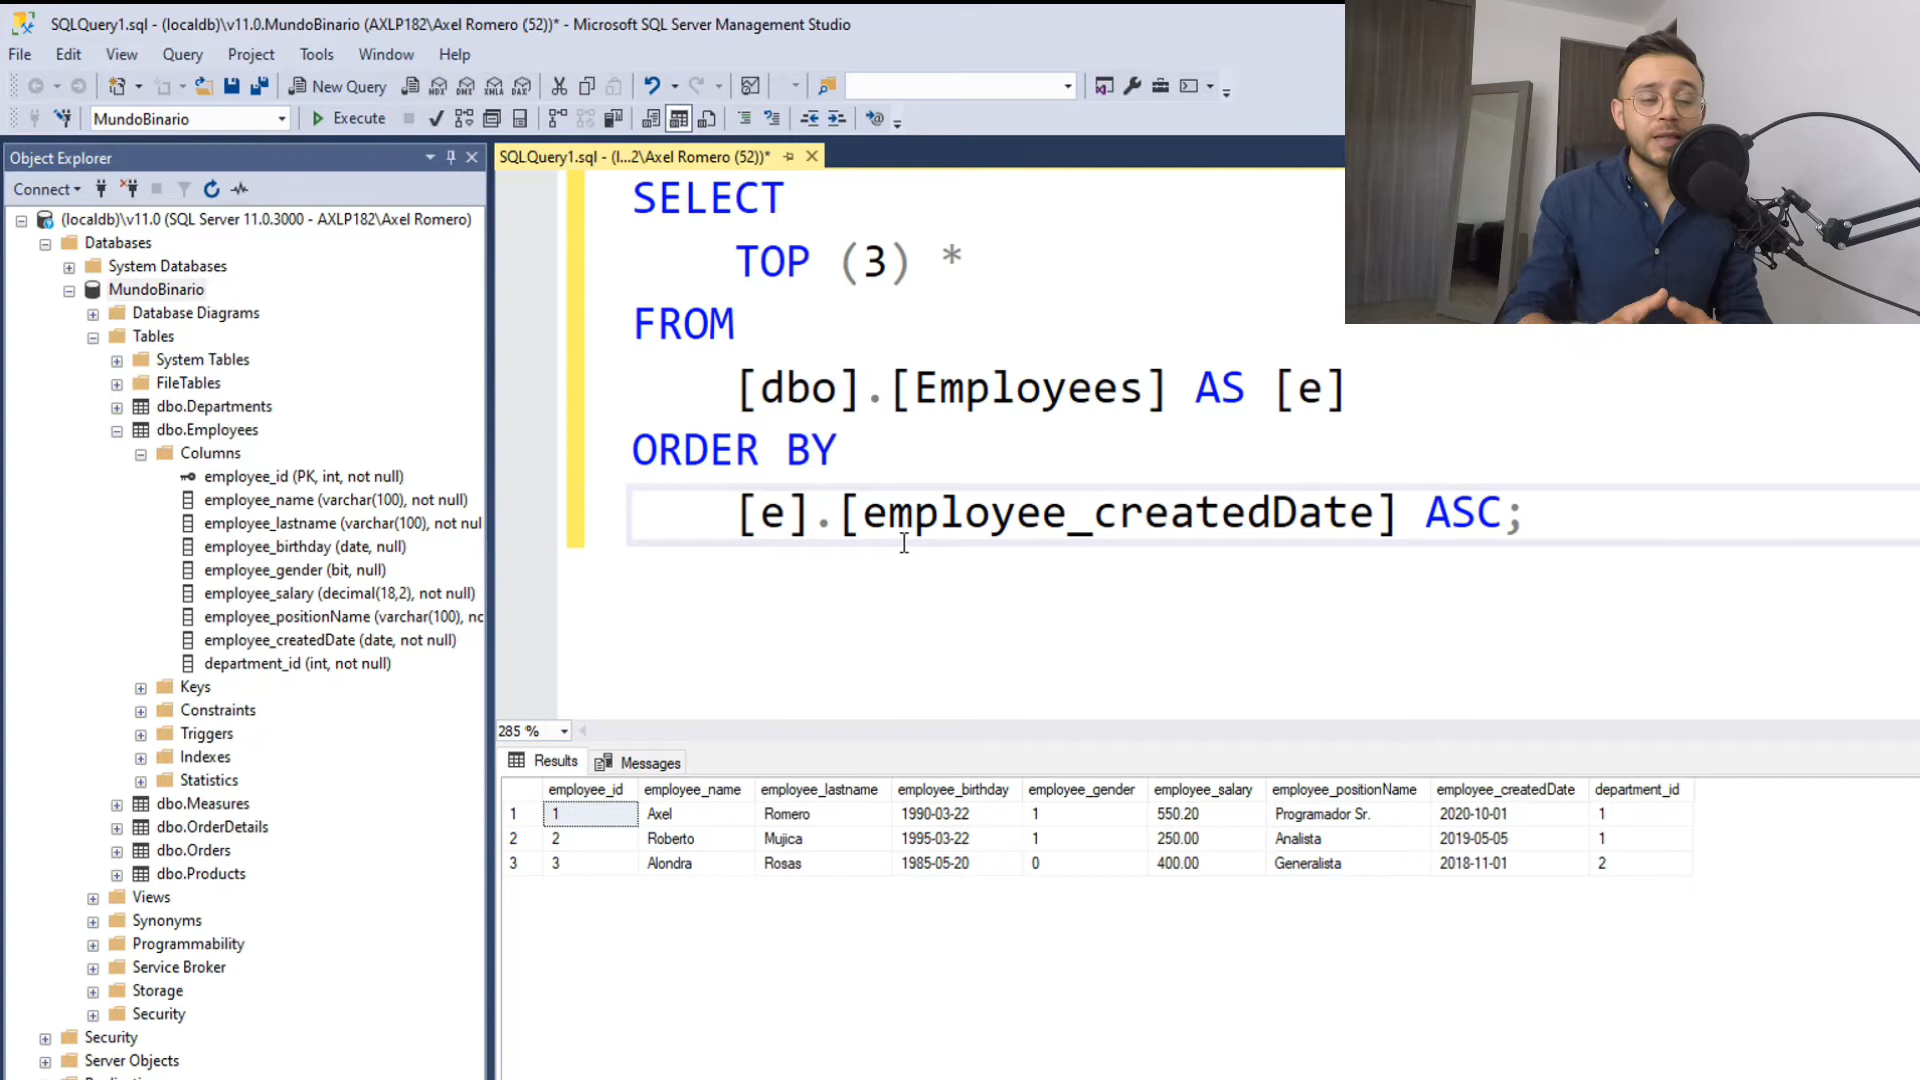 SQLQuery1.sql - (localdb)\v11.0.MundoBinario (AXLP182\Axel Romero (52))* - Microsoft SQL Server Management Studio
File Edit View Query Project Tools Window Help
New Query
MundoBinario Execute
Object Explorer
SQLQuery1.sql - (l...2\Axel Romero (52))*
Connect
(localdb)\v11.0 (SQL Server 11.0.3000 - AXLP182\Axel Romero)
Databases
System Databases
MundoBinario
Database Diagrams
Tables
System Tables
FileTables
dbo.Departments
dbo.Employees
Columns
employee_id (PK, int, not null)
employee_name (varchar(100), not null)
employee_lastname (varchar(100), not nul
employee_birthday (date, null)
employee_gender (bit, null)
employee_salary (decimal(18,2), not null)
employee_positionName (varchar(100), nc
employee_createdDate (date, not null)
department_id (int, not null)
Keys
Constraints
Triggers
Indexes
Statistics
dbo.Measures
dbo.OrderDetails
dbo.Orders
dbo.Products
Views
Synonyms
Programmability
Service Broker
Storage
Security
Security
Server Objects
SELECT
TOP (3) *
FROM
[dbo].[Employees] AS [e]
ORDER BY
[e].[employee_createdDate] ASC;
285 %
Results Messages
employee_id employee_name employee_lastname employee_birthday employee_gender employee_salary employee_positionName employee_createdDate department_id
1 1 Axel Romero 1990-03-22 1 550.20 Programador Sr. 2020-10-01 1
2 2 Roberto Mujica 1995-03-22 1 250.00 Analista 2019-05-05 1
3 3 Alondra Rosas 1985-05-20 0 400.00 Generalista 2018-11-01 2